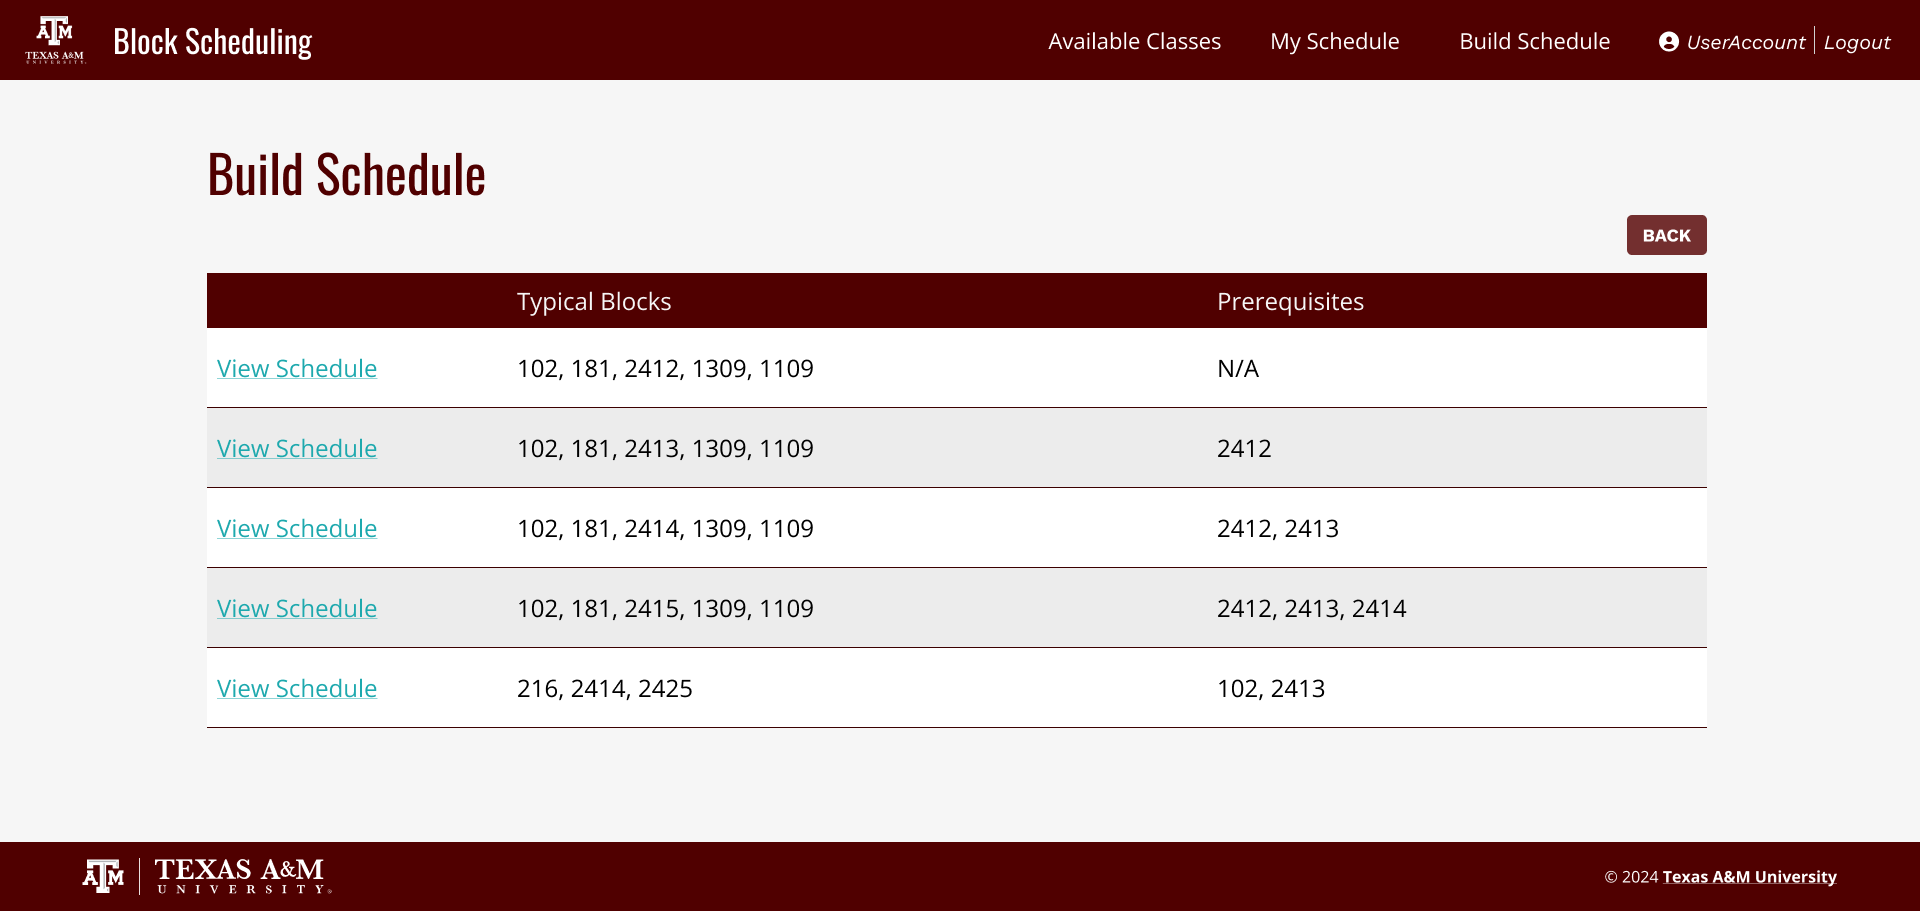 TEXAS A&M
UNIVERSITY.
Block Scheduling
Available Classes
My Schedule
Build Schedule
UserAccount
Logout
Build Schedule
BACK
Typical Blocks Prerequisites
View Schedule 102, 181, 2412, 1309, 1109 N/A
View Schedule 102, 181, 2413, 1309, 1109 2412
View Schedule 102, 181, 2414, 1309, 1109 2412, 2413
View Schedule 102, 181, 2415, 1309, 1109 2412, 2413, 2414
View Schedule 216, 2414, 2425 102, 2413
ATM TEXAS A&M
UNIVERSITY®
© 2024 Texas A&M University